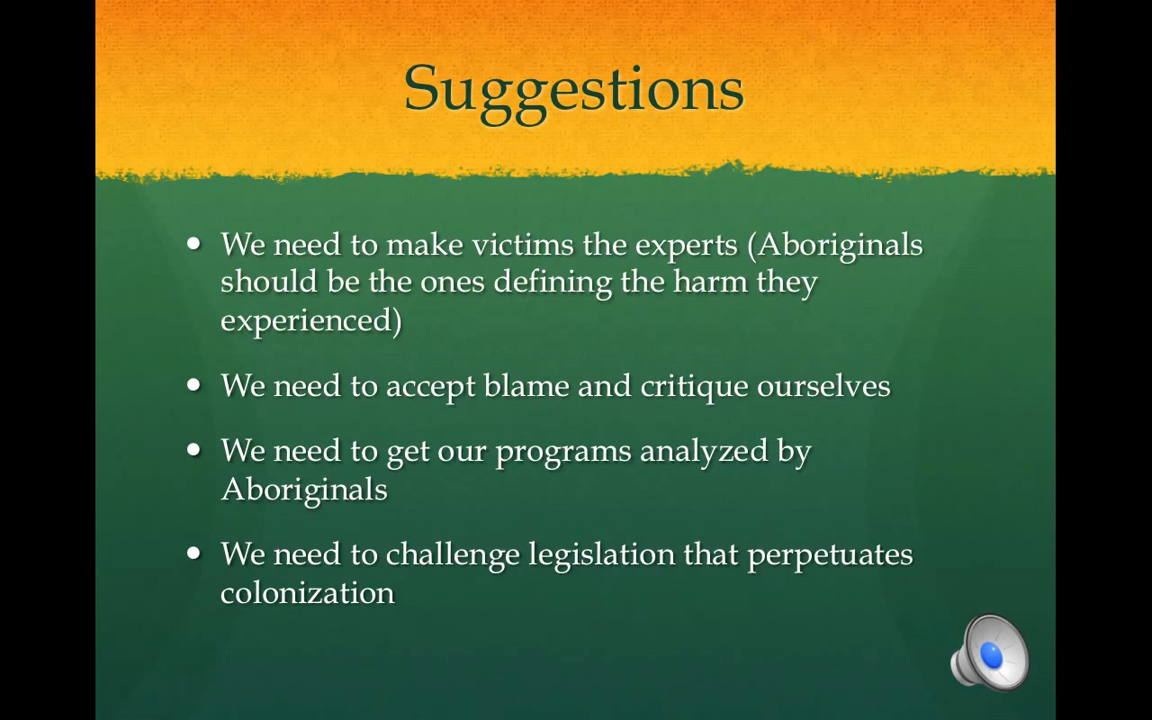 Suggestions
• We need to make victims the experts (Aboriginals
should be the ones defining the harm they
experienced)
• We need to accept blame and critique ourselves
• We need to get our programs analyzed by
Aboriginals
• We need to challenge legislation that perpetuates
colonization